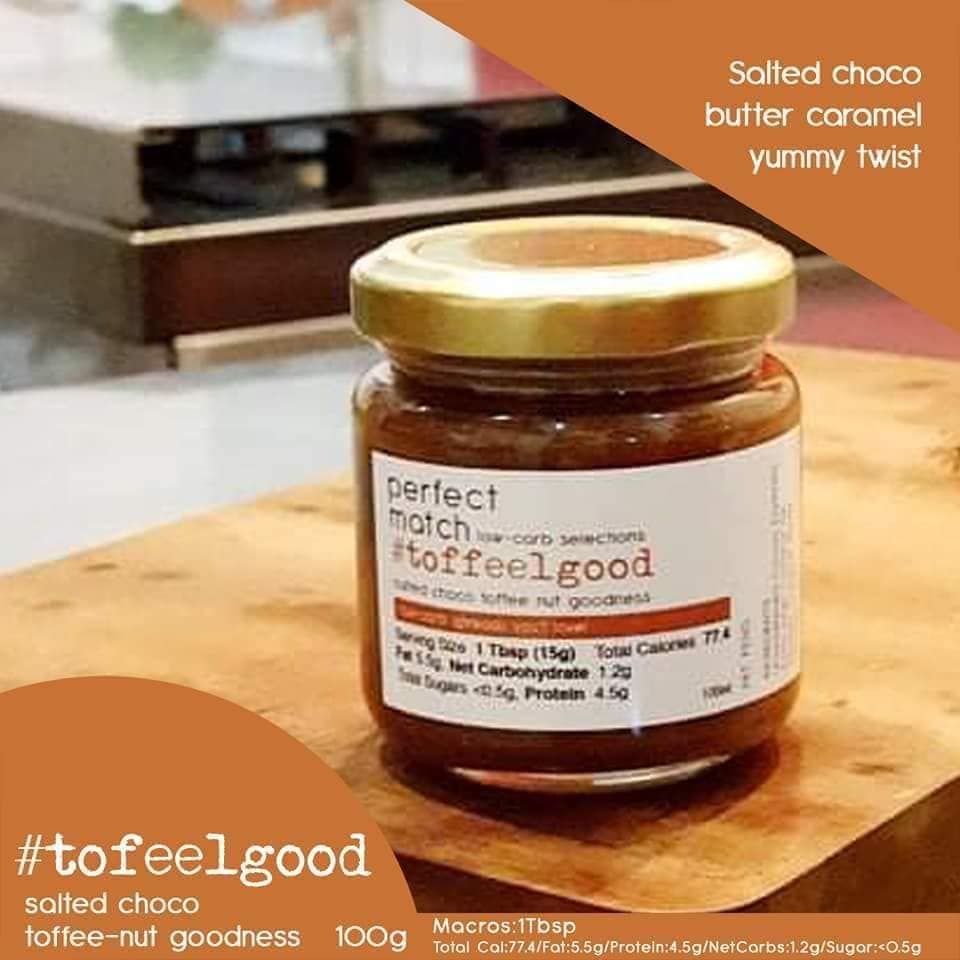 Salted choco
butter caramel
yummy twist
perfect
match low-carb selections
#toffeelgood
salted choco toffee nut goodness
Serving Size 1 Tbsp (15g) Total Calories 77.4
Fat 5.5g, Net Carbohydrate 1.2g
Total Sugars <0.5g, Protein 4.5g
100ml
#tofeelgood
salted choco
toffee-nut goodness 100g
Macros:1Tbsp
Total Cal:77.4/Fat:5.5g/Protein:4.5g/NetCarbs:1.2g/Sugar:<0.5g